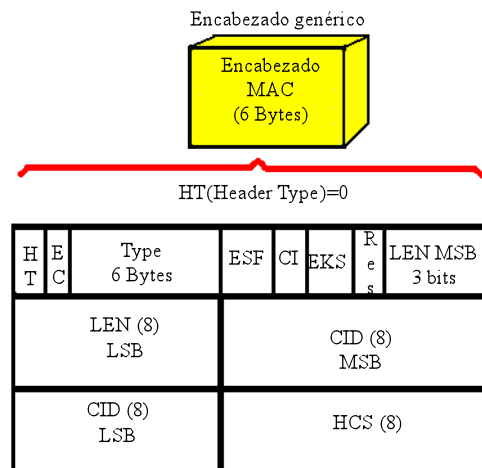 Encabezado genérico
Encabezado
MAC
(6 Bytes)
HT(Header Type)=0
H
T
E
C
Type
6 Bytes
ESF
CI
EKS
R
e
s
LEN MSB
3 bits
LEN (8)
LSB
CID (8)
MSB
CID (8)
LSB
HCS (8)